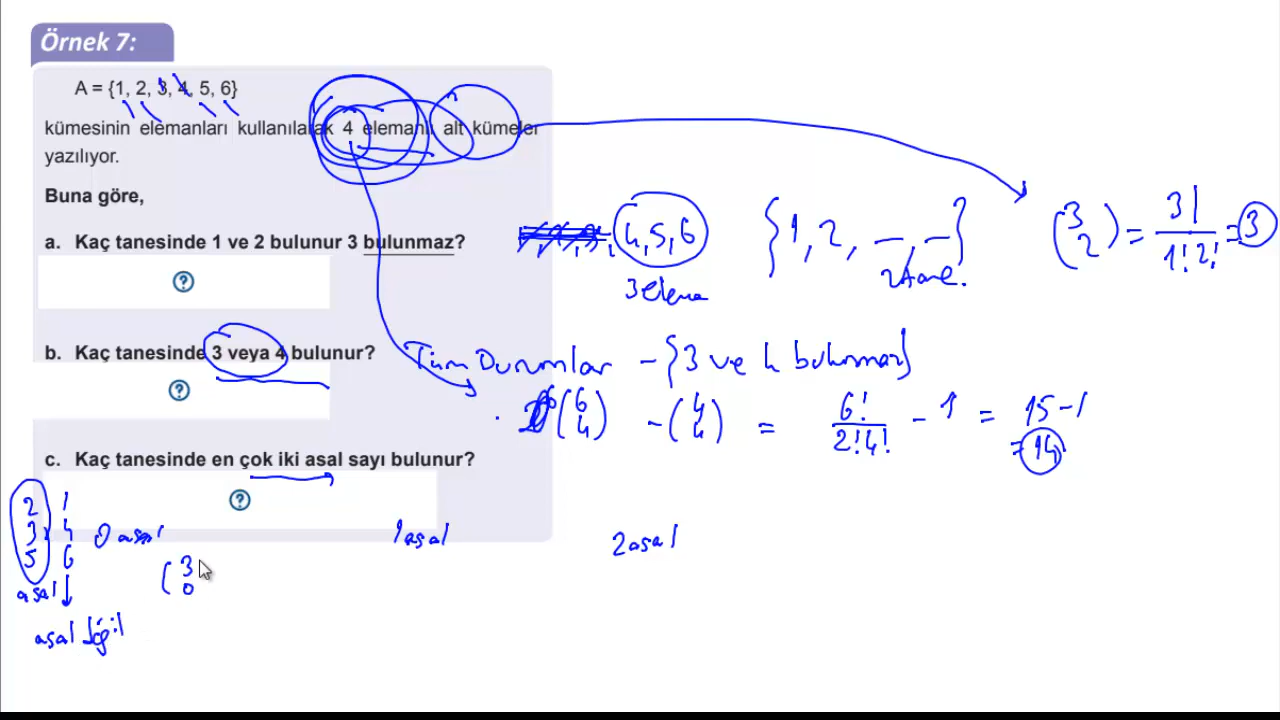 Örnek 7:
A = {1, 2, 3, 4, 5, 6}
kümesinin elemanları kullanılarak 4 elemanlı alt kümeler
yazılıyor.
Buna göre,
a. Kaç tanesinde 1 ve 2 bulunur 3 bulunmaz?
4,5,6 {1, 2, _, _} (3 2) = 3! / 1! 2! = 3
3 elema 2 tane.
b. Kaç tanesinde 3 veya 4 bulunur?
Tüm Durumlar - {3 ve 4 bulunmaz}
(6 4) - (4 4) = 6! / 2! 4! - 1 = 15 - 1
= 14
c. Kaç tanesinde en çok iki asal sayı bulunur?
2 1
3 4 0 asal 1 asal 2 asal
5 6
(3 0
asal
asal değil